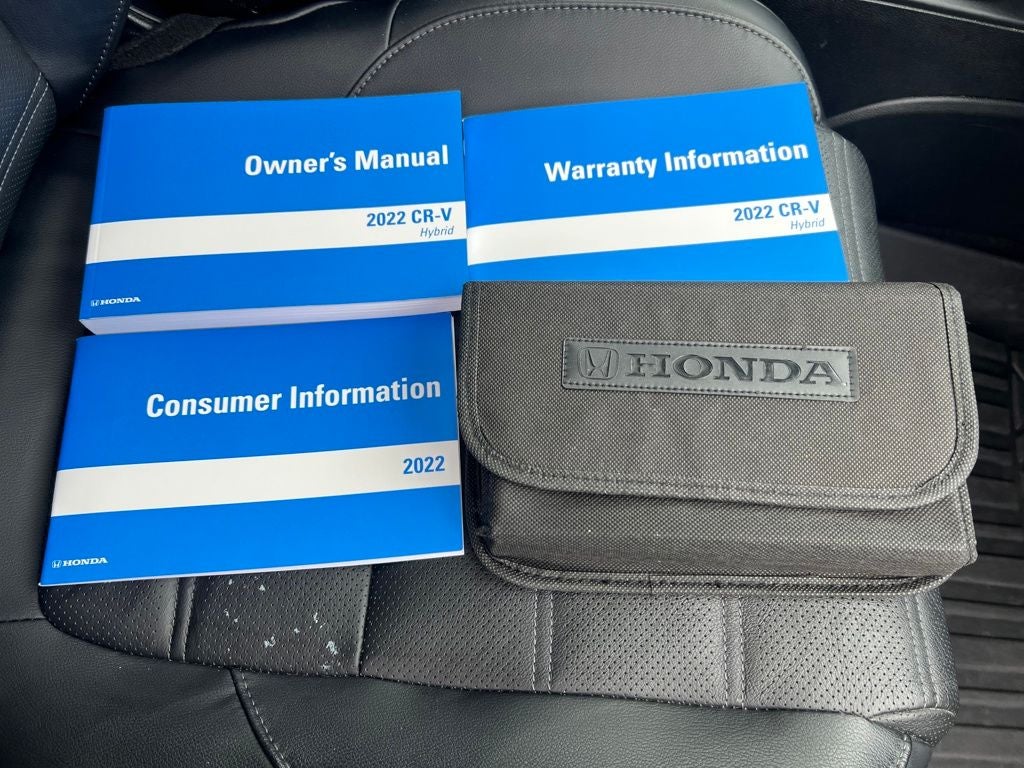 Owner's Manual
2022 CR-V
Hybrid
HONDA
Warranty Information
2022 CR-V
Hybrid
Consumer Information
2022
HONDA
HONDA